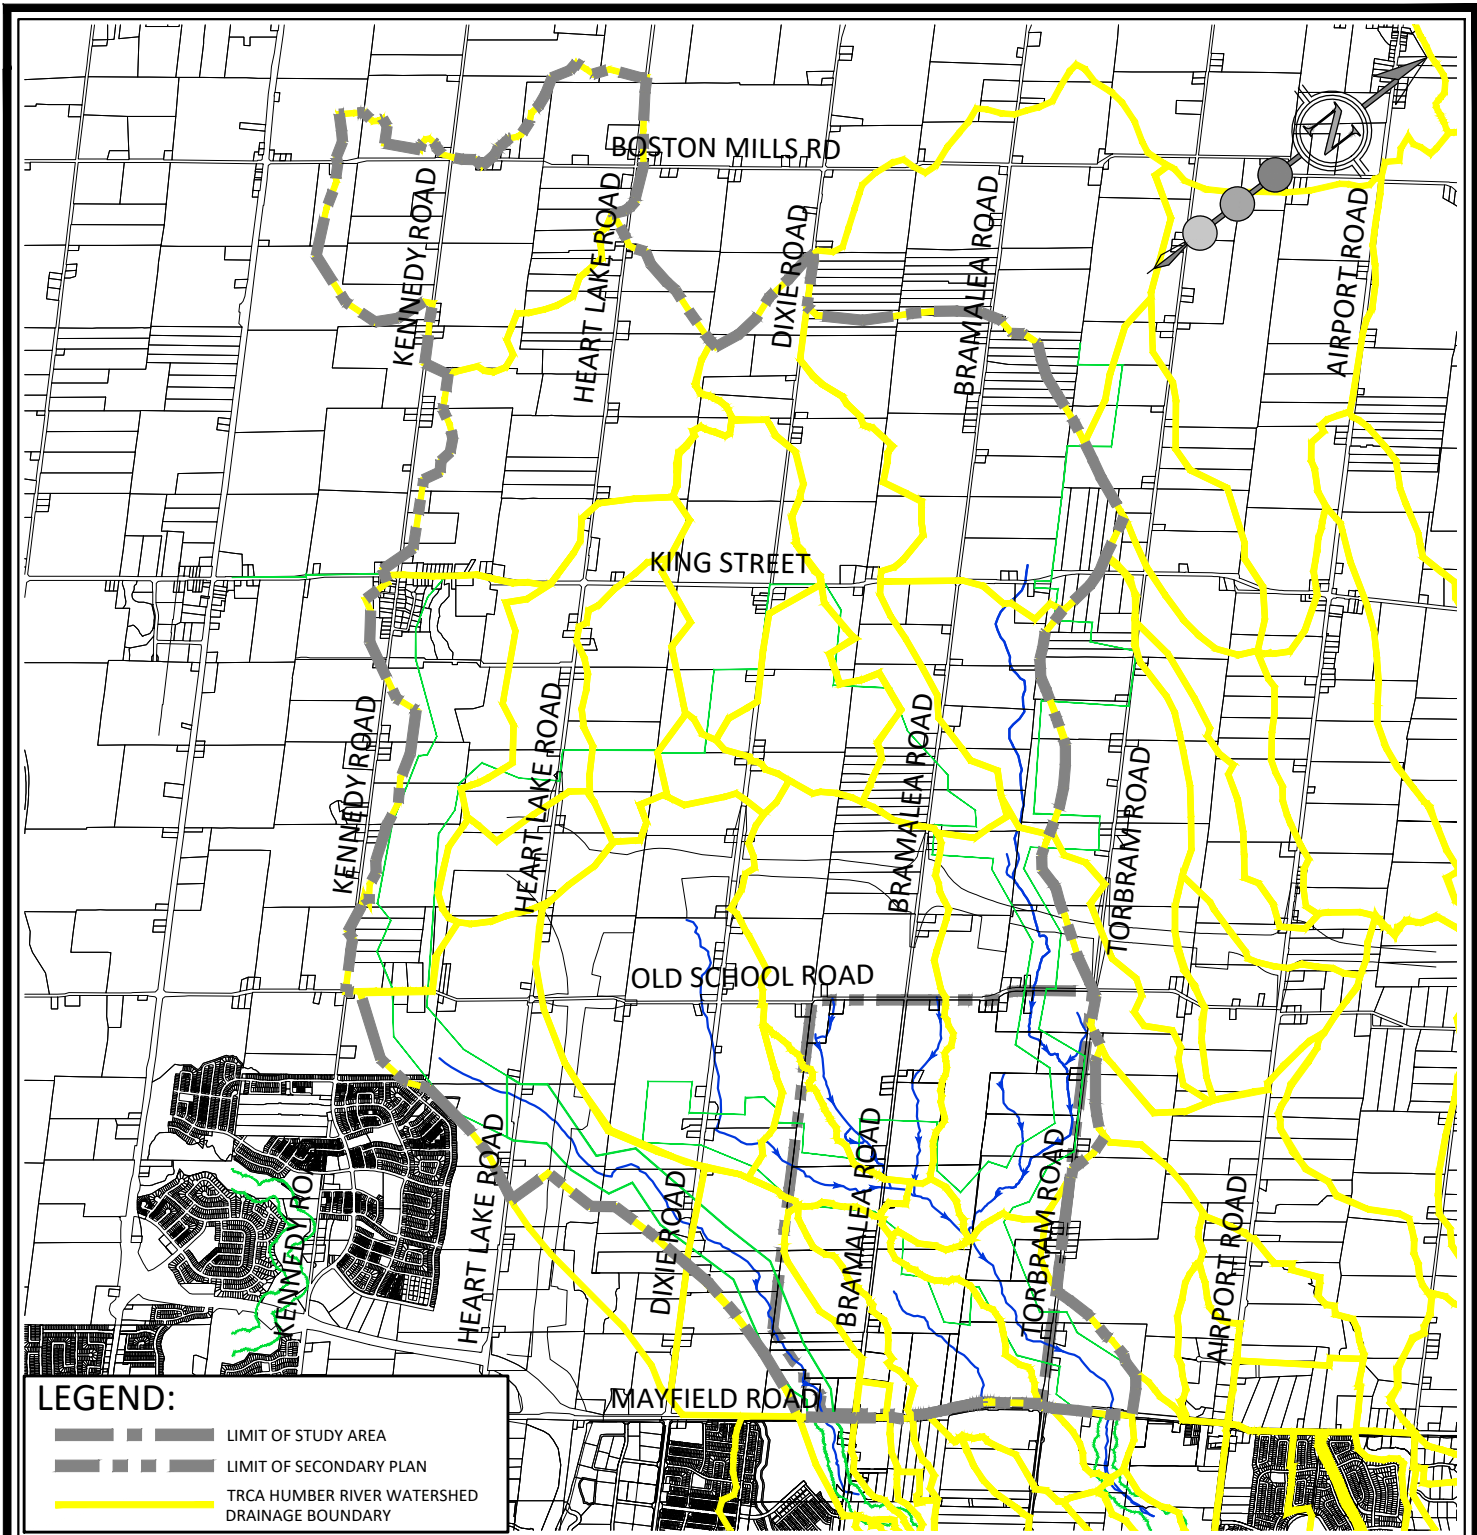 BOSTON MILLS RD
KENNEDY ROAD
HEART LAKE ROAD
DIXIE ROAD
BRAMALEA ROAD
AIRPORT ROAD
N
KING STREET
KENNEDY ROAD
HEART LAKE ROAD
BRAMALEA ROAD
TORBRAM ROAD
OLD SCHOOL ROAD
KENNEDY ROA
HEART LAKE ROAD
DIXIE ROAD
BRAMALEA ROAD
TORBRAM ROAD
AIRPORT ROAD
MAYFIELD ROAD
LEGEND:
LIMIT OF STUDY AREA
LIMIT OF SECONDARY PLAN
TRCA HUMBER RIVER WATERSHED
DRAINAGE BOUNDARY